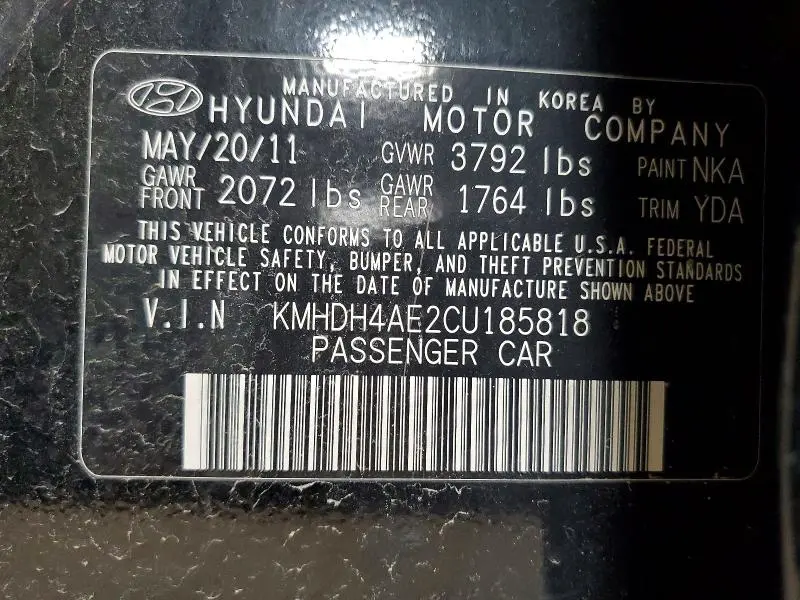 MANUFACTURED IN KOREA BY
HYUNDAI MOTOR COMPANY
MAY/20/11 GVWR 3792 lbs PAINT NKA
GAWR FRONT 2072 lbs GAWR REAR 1764 lbs TRIM YDA
THIS VEHICLE CONFORMS TO ALL APPLICABLE U.S.A. FEDERAL
MOTOR VEHICLE SAFETY, BUMPER, AND THEFT PREVENTION STANDARDS
IN EFFECT ON THE DATE OF MANUFACTURE SHOWN ABOVE
V.I.N KMHDH4AE2CU185818
PASSENGER CAR